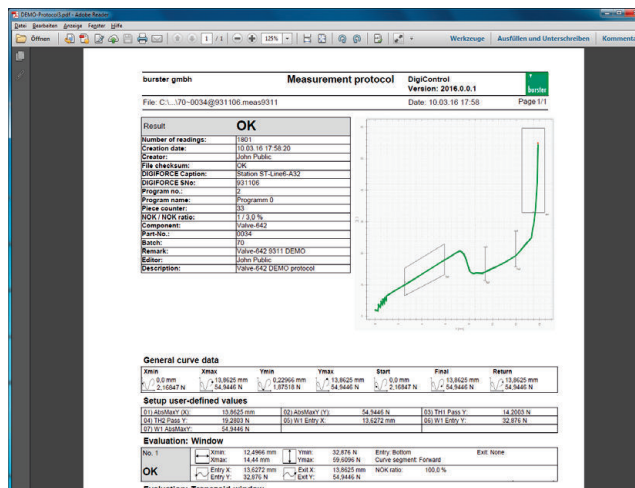 DEMO-Protocol5.pdf - Adobe Reader
Datei Bearbeiten Anzeige Fenster Hilfe
Öffnen 1 / 1 125% Werkzeuge Ausfüllen und Unterschreiben Komment
burster gmbh Measurement protocol DigiControl
Version: 2016.0.0.1
burster
File: C:\...\70~0034@931106.meas9311 Date: 10.03.16 17:58 Page1/1
Result OK
Number of readings: 1801
Creation date: 10.03.16 17:58:20
Creator: John Public
File checksum: OK
DIGIFORCE Caption: Station ST-Line6-A32
DIGIFORCE SNo: 931106
Program no.: 2
Program name: Programm 0
Piece counter: 33
NOK / NOK ratio: 1 / 3,0 %
Component: Valve-642
Part-No.: 0034
Batch: 70
Remark: Valve-642 9311 DEMO
Editor: John Public
Description: Valve-642 DEMO protocol
General curve data
Xmin Xmax Ymin Ymax Start Final Return
0,0 mm 13,8625 mm 0,22966 mm 13,8625 mm 0,0 mm 13,8625 mm 13,8625 mm
2,16847 N 54,9446 N 1,87518 N 54,9446 N 2,16847 N 54,9446 N 54,9446 N
Setup user-defined values
01) AbsMaxY (X): 13,8625 mm 02) AbsMaxY (Y): 54,9446 N 03) TH1 Pass Y: 14,2003 N
04) TH2 Pass Y: 19,2803 N 05) W1 Entry X: 13,6272 mm 06) W1 Entry Y: 32,876 N
07) W1 AbsMaxY: 54,9446 N
Evaluation: Window
No. 1 Xmin: 12,4966 mm Ymin: 32,876 N Entry: Bottom Exit: None
Xmax: 14,44 mm Ymax: 59,6096 N Curve segment: Forward
OK Entry X: 13,6272 mm Exit X: 13,8625 mm NOK ratio: 100,0 %
Entry Y: 32,876 N Exit Y: 54,9446 N